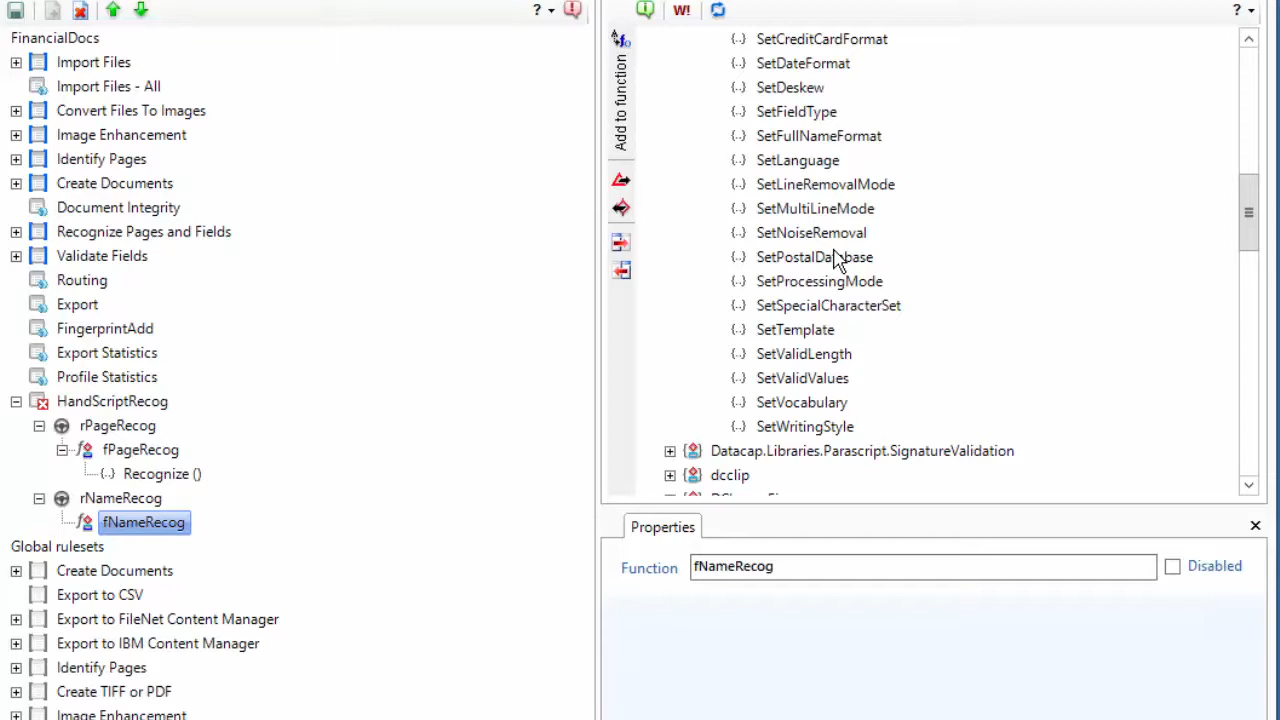 ?
FinancialDocs
Import Files
Import Files - All
Convert Files To Images
Image Enhancement
Identify Pages
Create Documents
Document Integrity
Recognize Pages and Fields
Validate Fields
Routing
Export
FingerprintAdd
Export Statistics
Profile Statistics
HandScriptRecog
rPageRecog
fPageRecog
Recognize ()
rNameRecog
fNameRecog
Global rulesets
Create Documents
Export to CSV
Export to FileNet Content Manager
Export to IBM Content Manager
Identify Pages
Create TIFF or PDF
Image Enhancement
W!
?
Add to function
SetCreditCardFormat
SetDateFormat
SetDeskew
SetFieldType
SetFullNameFormat
SetLanguage
SetLineRemovalMode
SetMultiLineMode
SetNoiseRemoval
SetPostalDatabase
SetProcessingMode
SetSpecialCharacterSet
SetTemplate
SetValidLength
SetValidValues
SetVocabulary
SetWritingStyle
Datacap.Libraries.Parascript.SignatureValidation
dcclip
Properties
Function fNameRecog Disabled